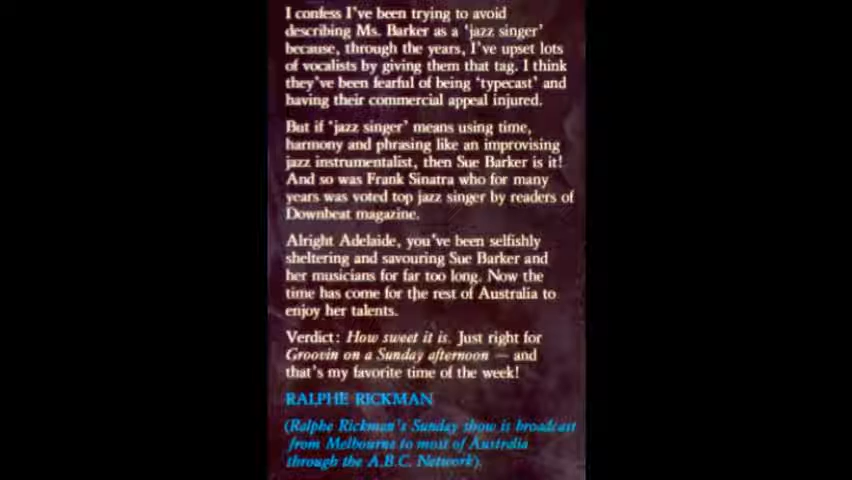 I confess I've been trying to avoid
describing Ms. Barker as a 'jazz singer'
because, through the years, I've upset lots
of vocalists by giving them that tag. I think
they've been fearful of being 'typecast' and
having their commercial appeal injured.
But if 'jazz singer' means using time,
harmony and phrasing like an improvising
jazz instrumentalist, then Sue Barker is it!
And so was Frank Sinatra who for many
years was voted top jazz singer by readers of
Downbeat magazine.
Alright Adelaide, you've been selfishly
sheltering and savouring Sue Barker and
her musicians for far too long. Now the
time has come for the rest of Australia to
enjoy her talents.
Verdict: How sweet it is. Just right for
Groovin on a Sunday afternoon — and
that's my favorite time of the week!
RALPHE RICKMAN
(Ralphe Rickman's Sunday show is broadcast
from Melbourne to most of Australia
through the A.B.C. Network).